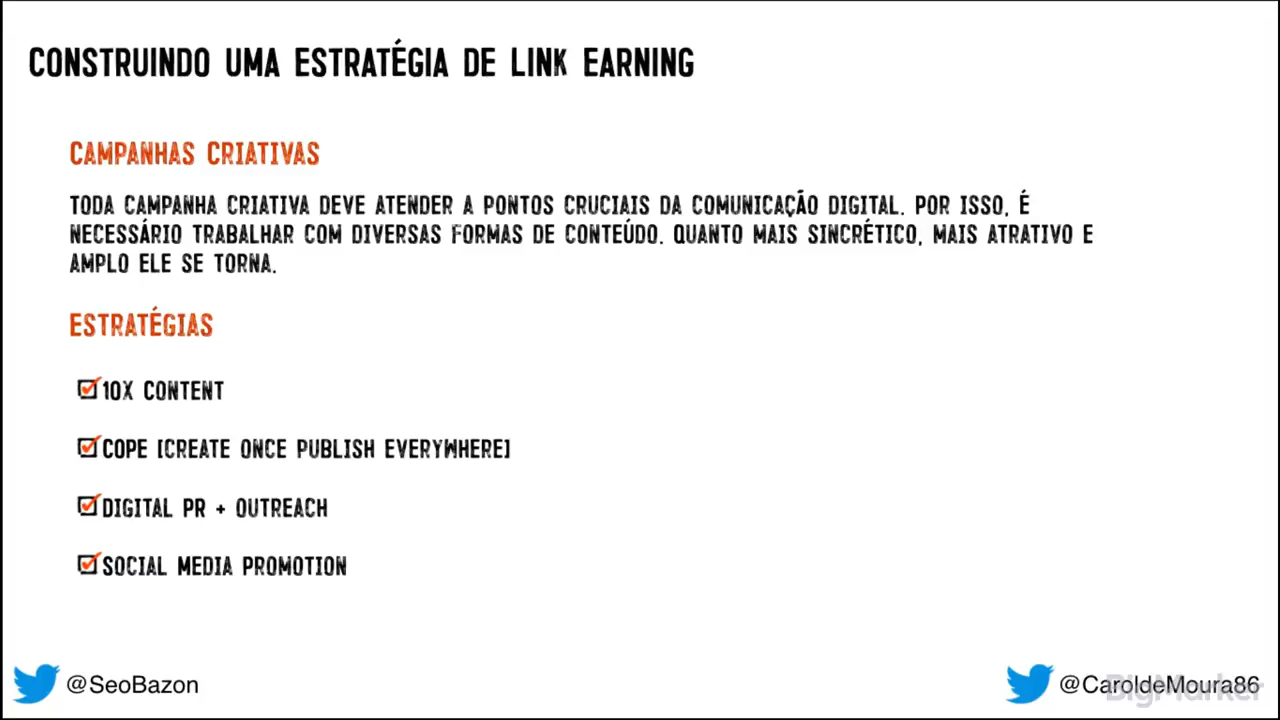 CONSTRUINDO UMA ESTRATÉGIA DE LINK EARNING
CAMPANHAS CRIATIVAS
TODA CAMPANHA CRIATIVA DEVE ATENDER A PONTOS CRUCIAIS DA COMUNICAÇÃO DIGITAL. POR ISSO, É
NECESSÁRIO TRABALHAR COM DIVERSAS FORMAS DE CONTEÚDO. QUANTO MAIS SINCRÉTICO, MAIS ATRATIVO E
AMPLO ELE SE TORNA.
ESTRATÉGIAS
10X CONTENT
COPE [CREATE ONCE PUBLISH EVERYWHERE]
DIGITAL PR + OUTREACH
SOCIAL MEDIA PROMOTION
@SeoBazon
@CaroldeMoura86
BigMarker